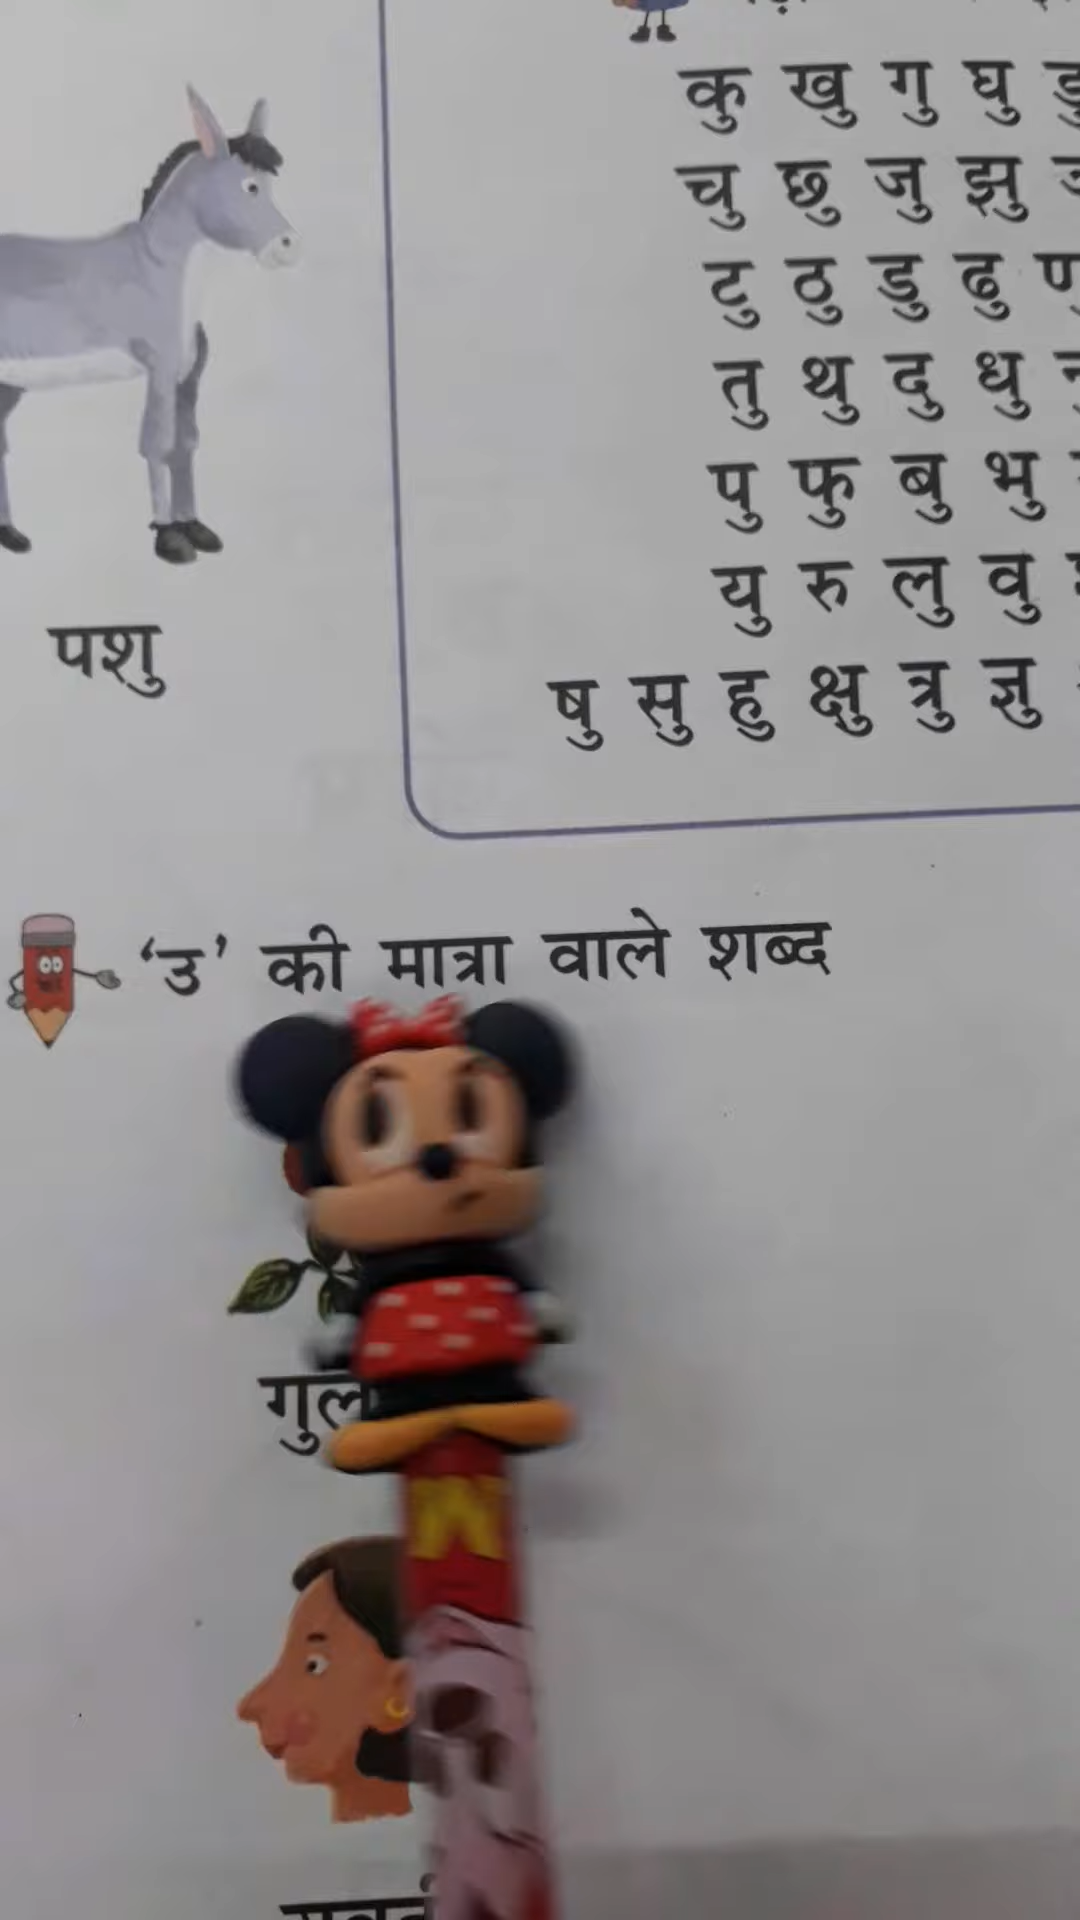 कु खु गु घु
चु छु जु झु
टु ठु डु ढु
तु थु दु धु
पु फु बु भु
यु रु लु वु
षु सु हु क्षु त्रु ज्ञु
पशु
‘उ’ की मात्रा वाले शब्द